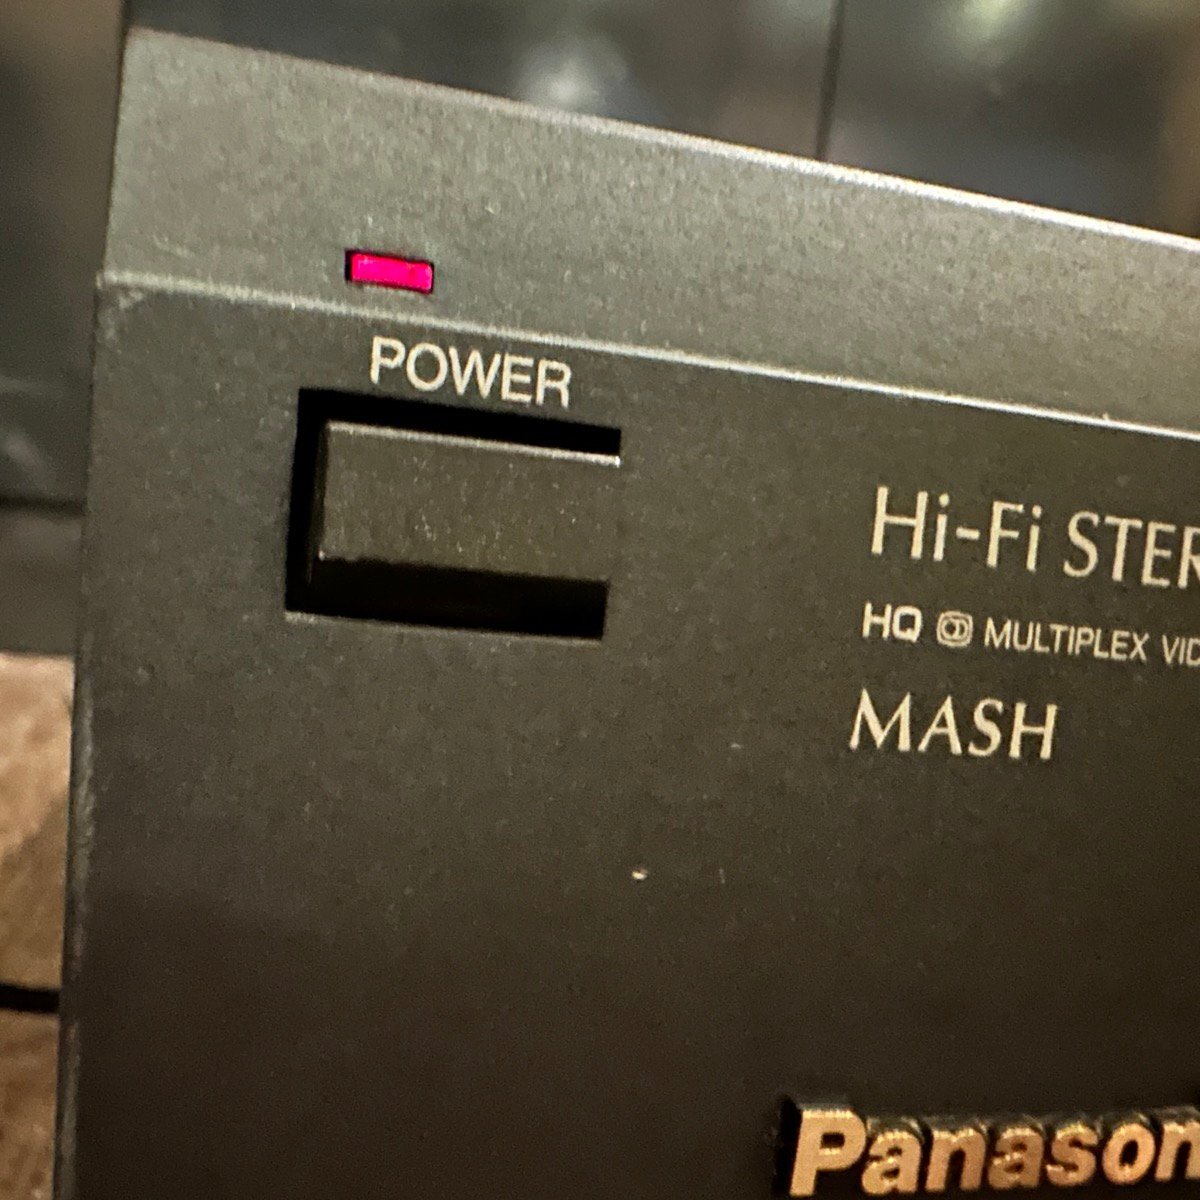 POWER
Hi-Fi STER
HQ MULTIPLEX VID
MASH
Panason